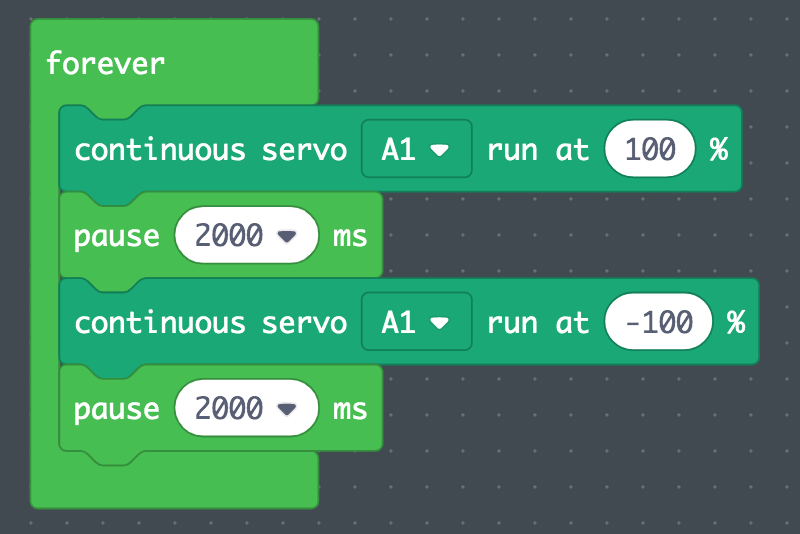 forever
continuous servo A1 run at 100 %
pause 2000 ms
continuous servo A1 run at -100 %
pause 2000 ms